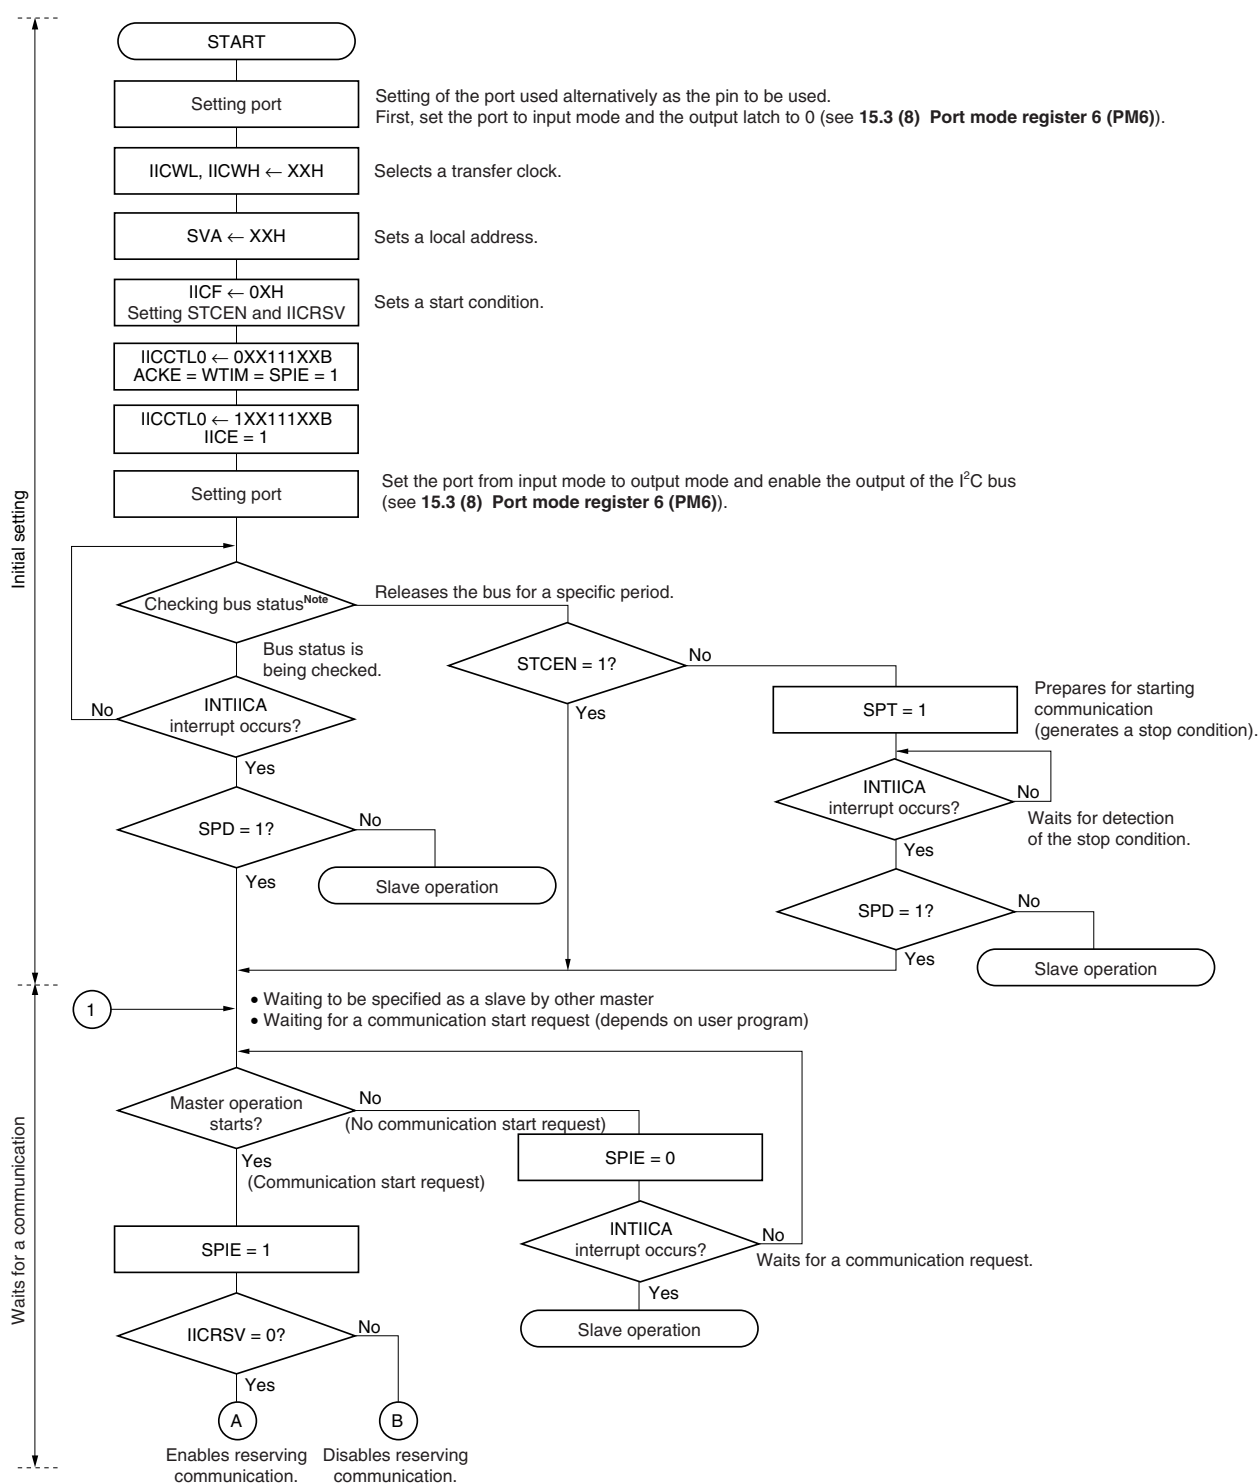 START
Setting port
Setting of the port used alternatively as the pin to be used.
First, set the port to input mode and the output latch to 0 (see 15.3 (8) Port mode register 6 (PM6)).
IICWL, IICWH ← XXH
Selects a transfer clock.
SVA ← XXH
Sets a local address.
IICF ← 0XH
Setting STCEN and IICRSV
Sets a start condition.
IICCTL0 ← 0XX111XXB
ACKE = WTIM = SPIE = 1
IICCTL0 ← 1XX111XXB
IICE = 1
Setting port
Set the port from input mode to output mode and enable the output of the I²C bus
(see 15.3 (8) Port mode register 6 (PM6)).
Initial setting
Checking bus statusNote
Releases the bus for a specific period.
Bus status is
being checked.
STCEN = 1?
No
Yes
SPT = 1
Prepares for starting
communication
(generates a stop condition).
No
INTIICA
interrupt occurs?
Yes
INTIICA
interrupt occurs?
No
Waits for detection
of the stop condition.
Yes
SPD = 1?
No
Slave operation
Yes
SPD = 1?
No
Yes
Slave operation
1
• Waiting to be specified as a slave by other master
• Waiting for a communication start request (depends on user program)
Waits for a communication
Master operation
starts?
No
(No communication start request)
Yes
(Communication start request)
SPIE = 0
INTIICA
interrupt occurs?
No
Waits for a communication request.
Yes
Slave operation
SPIE = 1
IICRSV = 0?
No
Yes
A
B
Enables reserving
communication.
Disables reserving
communication.